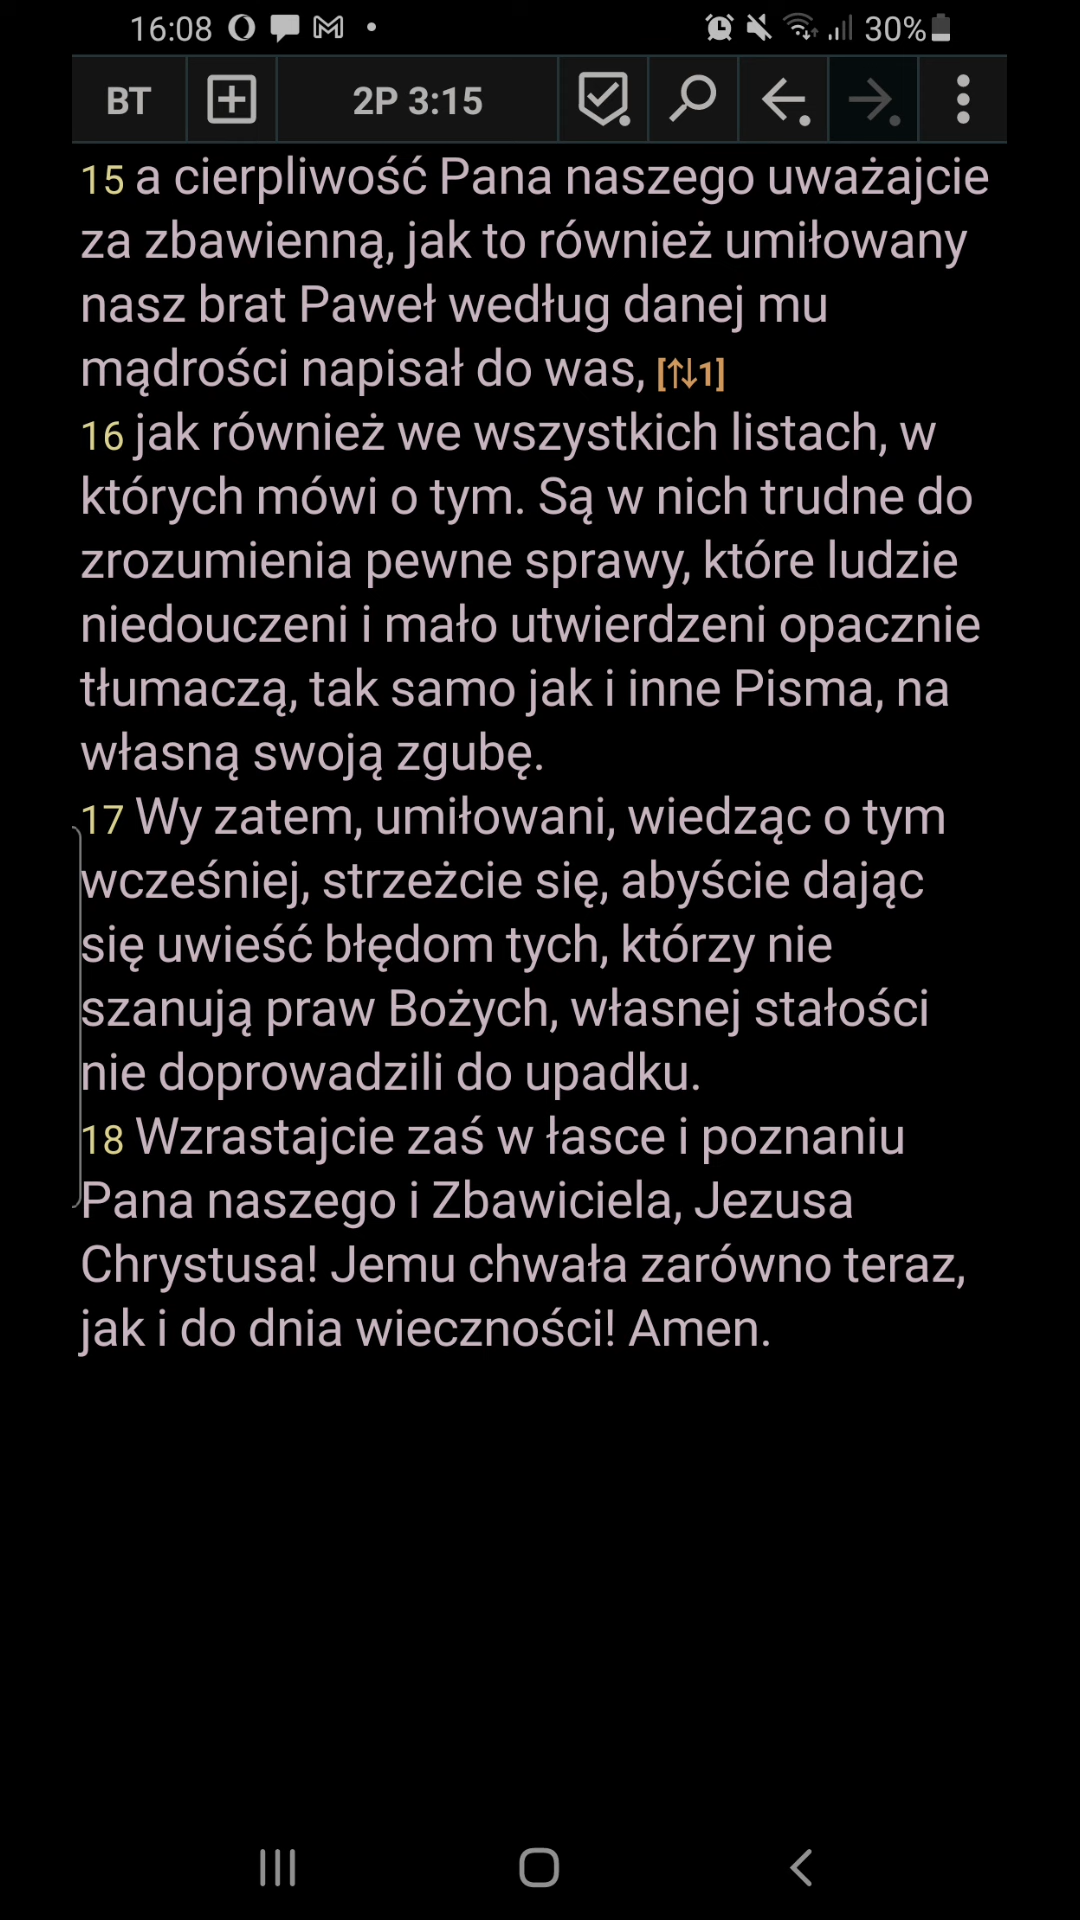 16:08 30%
BT 2P 3:15
15 a cierpliwość Pana naszego uważajcie
za zbawienną, jak to również umiłowany
nasz brat Paweł według danej mu
mądrości napisał do was, [⇅1]
16 jak również we wszystkich listach, w
których mówi o tym. Są w nich trudne do
zrozumienia pewne sprawy, które ludzie
niedouczeni i mało utwierdzeni opacznie
tłumaczą, tak samo jak i inne Pisma, na
własną swoją zgubę.
17 Wy zatem, umiłowani, wiedząc o tym
wcześniej, strzeżcie się, abyście dając
się uwieść błędom tych, którzy nie
szanują praw Bożych, własnej stałości
nie doprowadzili do upadku.
18 Wzrastajcie zaś w łasce i poznaniu
Pana naszego i Zbawiciela, Jezusa
Chrystusa! Jemu chwała zarówno teraz,
jak i do dnia wieczności! Amen.